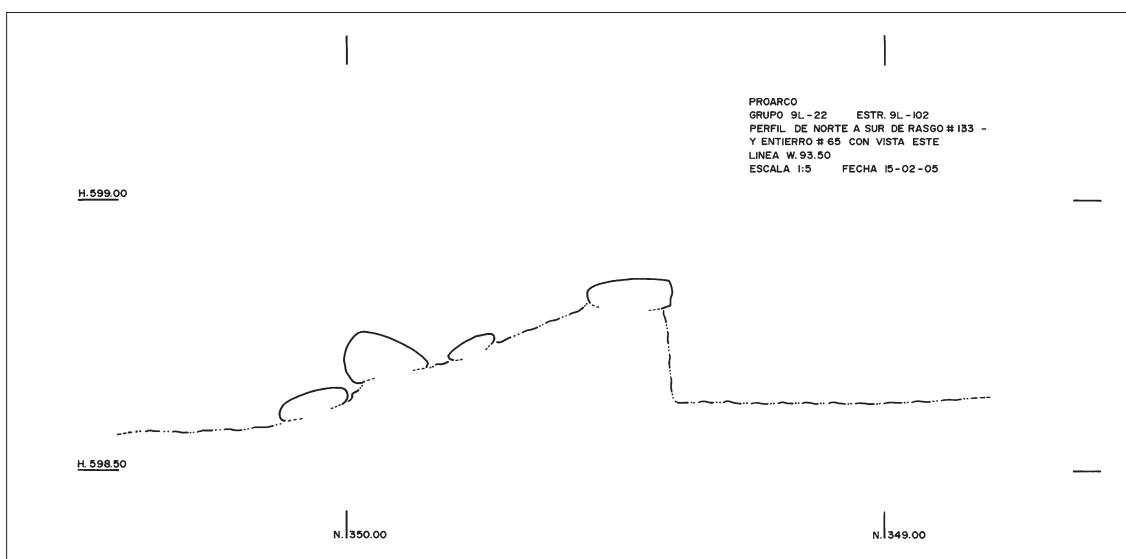 PROARCO
GRUPO 9L-22 ESTR. 9L-102
PERFIL DE NORTE A SUR DE RASGO # 133 -
Y ENTIERRO # 65 CON VISTA ESTE
LINEA W. 93.50
ESCALA 1:5 FECHA 15-02-05
H. 599.00
H. 598.50
N. 350.00
N. 349.00